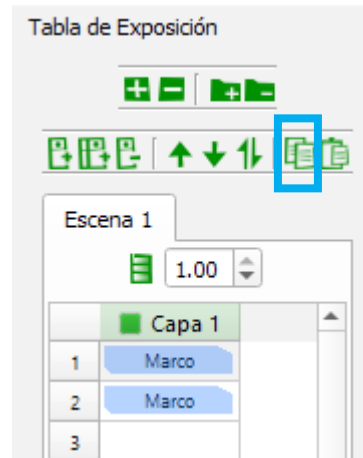 Tabla de Exposición
Escena 1
1.00
Capa 1
1 Marco
2 Marco
3